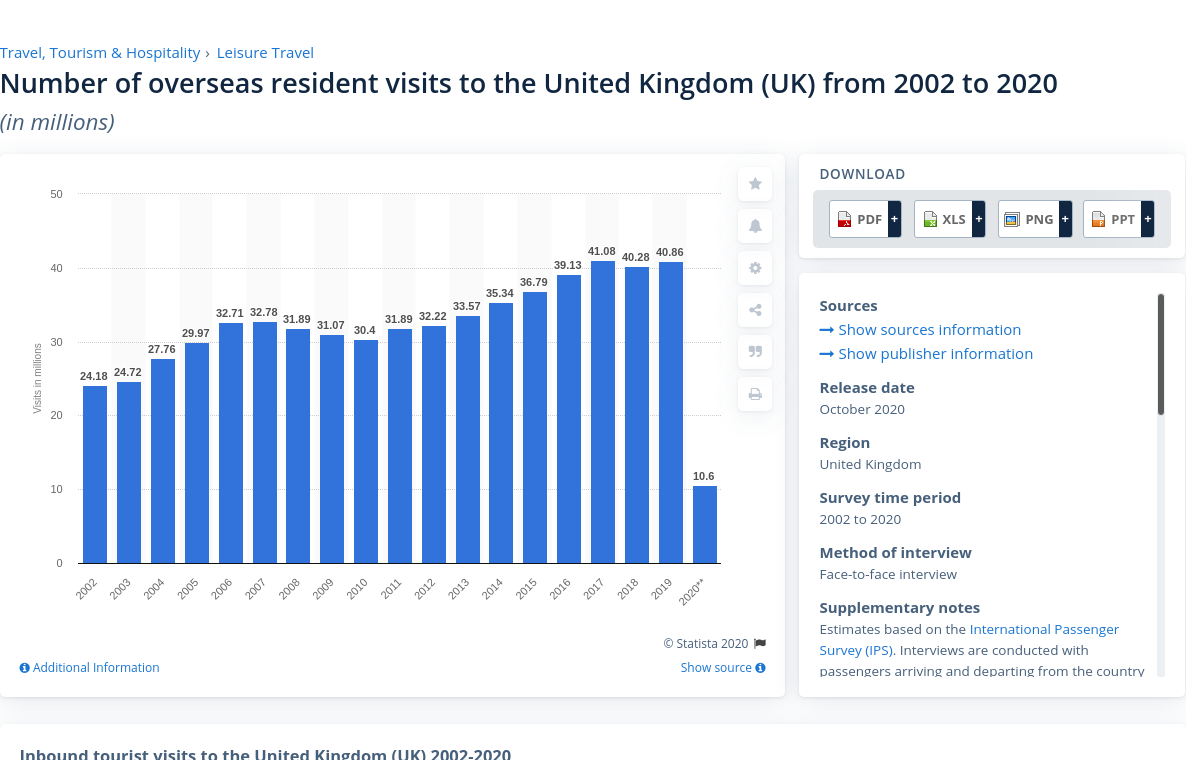 Travel, Tourism & Hospitality › Leisure Travel
Number of overseas resident visits to the United Kingdom (UK) from 2002 to 2020
(in millions)
50
40
30
20
10
0
Visits in millions
24.18
24.72
27.76
29.97
32.71
32.78
31.89
31.07
30.4
31.89
32.22
33.57
35.34
36.79
39.13
41.08
40.28
40.86
10.6
2002
2003
2004
2005
2006
2007
2008
2009
2010
2011
2012
2013
2014
2015
2016
2017
2018
2019
2020**
© Statista 2020
Additional Information
Show source
DOWNLOAD
PDF +
XLS +
PNG +
PPT +
Sources
Show sources information
Show publisher information
Release date
October 2020
Region
United Kingdom
Survey time period
2002 to 2020
Method of interview
Face-to-face interview
Supplementary notes
Estimates based on the International Passenger
Survey (IPS). Interviews are conducted with
passengers arriving and departing from the country
Inbound tourist visits to the United Kingdom (UK) 2002-2020